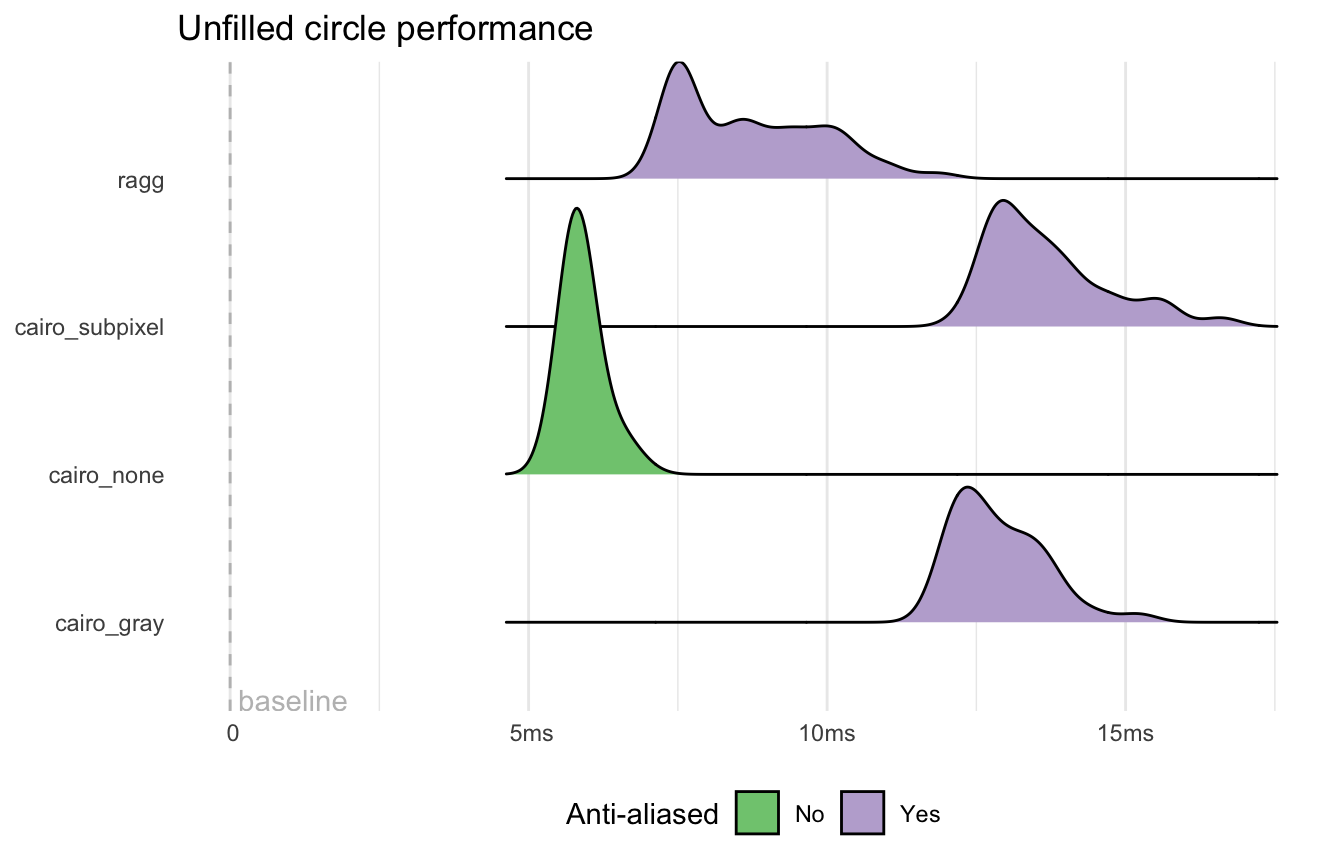 Unfilled circle performance
ragg
cairo_subpixel
cairo_none
cairo_gray
baseline
0 5ms 10ms 15ms
Anti-aliased No Yes